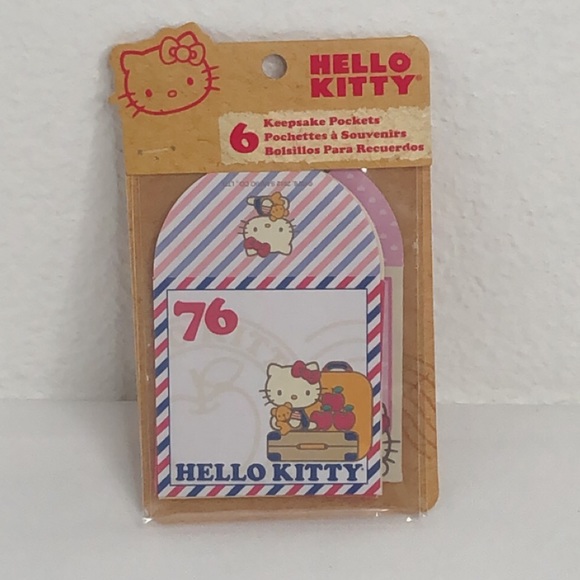 HELLO
KITTY®
6
Keepsake Pockets
Pochettes à Souvenirs
Bolsillos Para Recuerdos
76
HELLO KITTY